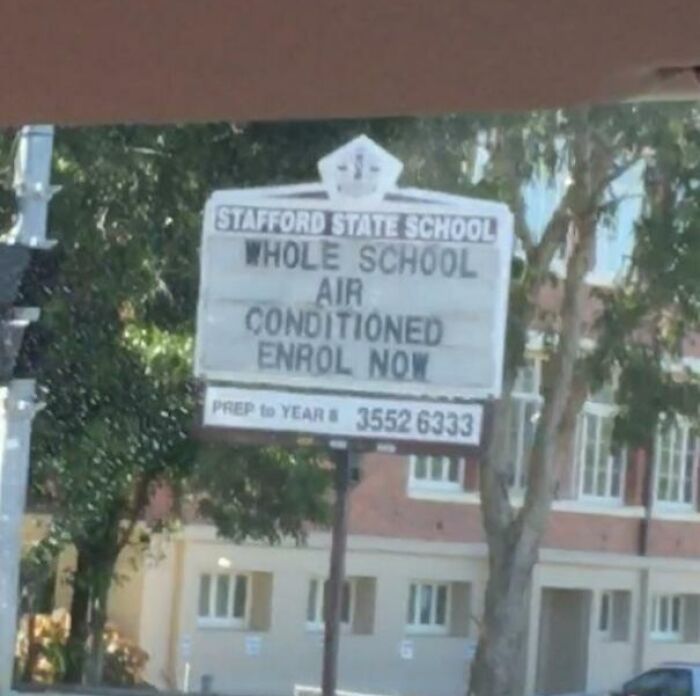 STAFFORD STATE SCHOOL
WHOLE SCHOOL
AIR
CONDITIONED
ENROL NOW
PREP to YEAR 6 3552 6333